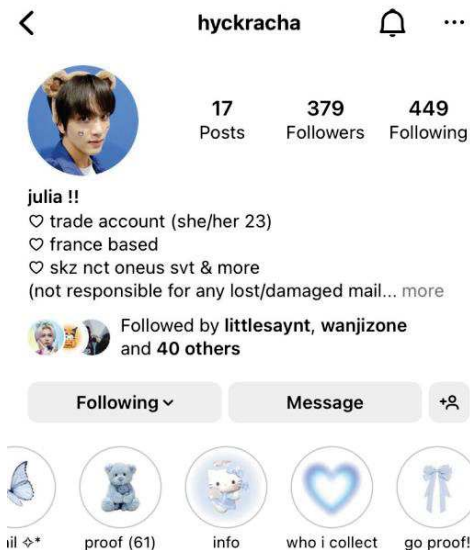 hyckracha
17 379 449
Posts Followers Following
julia !!
♡ trade account (she/her 23)
♡ france based
♡ skz nct oneus svt & more
(not responsible for any lost/damaged mail... more
Followed by littlesaynt, wanjizone
and 40 others
Following Message
il ✧* proof (61) info who i collect go proof!